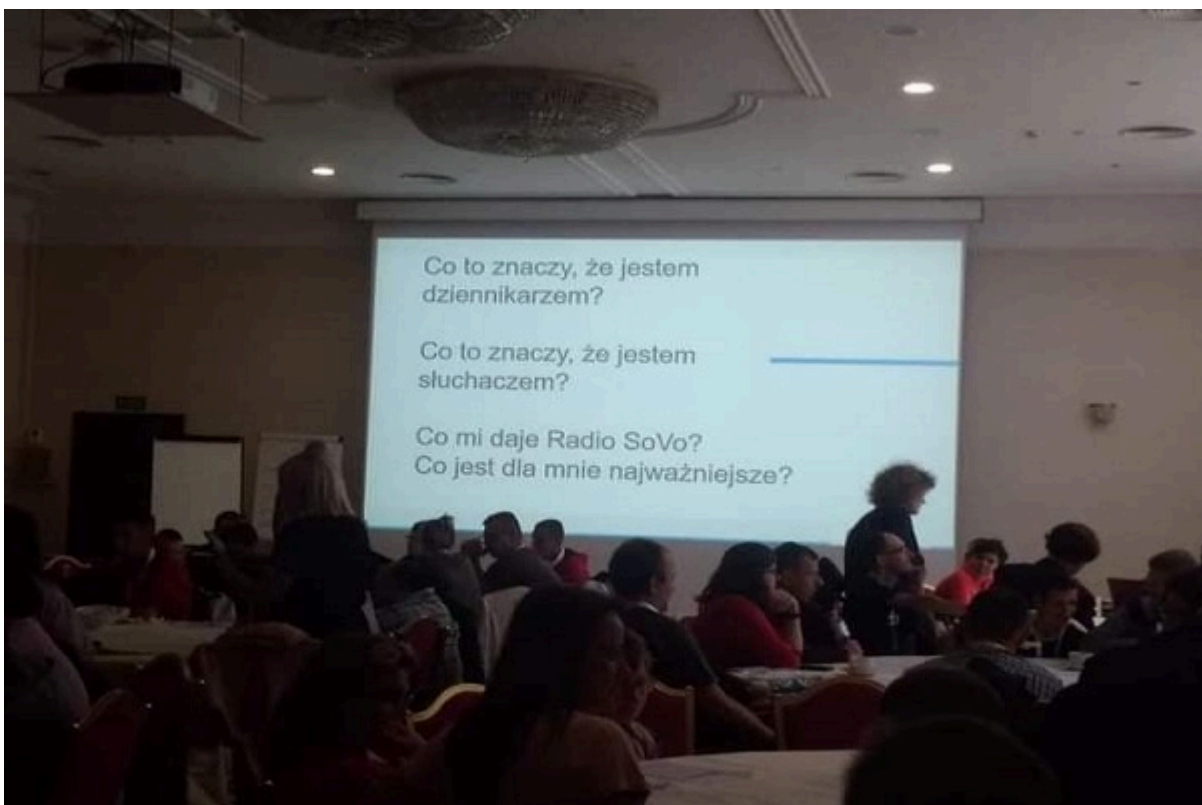 Co to znaczy, że jestem
dziennikarzem?
Co to znaczy, że jestem
słuchaczem?
Co mi daje Radio SoVo?
Co jest dla mnie najważniejsze?